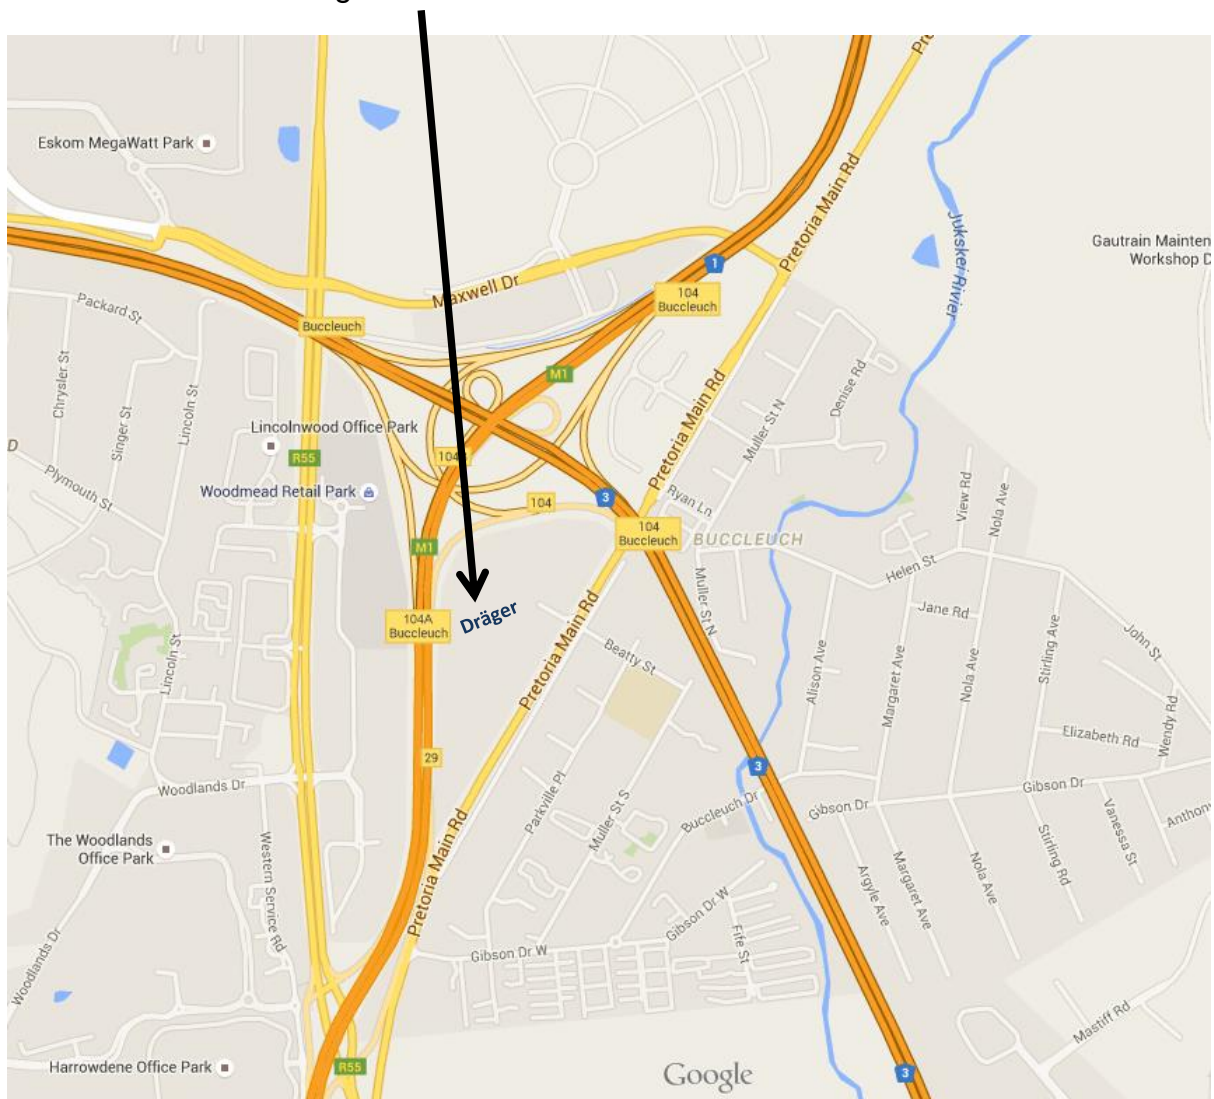 Eskom MegaWatt Park
Pretoria Main Rd
Jukskei Rivier
Gautrain Mainten
Workshop D
1
Maxwell Dr
104
Buccleuch
Packard St
Buccleuch
Chrysler St
Singer St
Lincoln St
M1
Denise Rd
Pretoria Main Rd
Muller St N
Lincolnwood Office Park
D
R55
104
Plymouth St
Woodmead Retail Park
3
104
Ryan Ln
View Rd
Nola Ave
104
Buccleuch
BUCCLEUCH
M1
Helen St
Muller St N
Dräger
104A
Buccleuch
Jane Rd
John St
Pretoria Main Rd
Beatty St
Lincoln St
Alison Ave
Margaret Ave
Nola Ave
Stirling Ave
Wendy Rd
Elizabeth Rd
29
3
Woodlands Dr
Parkville Pl
Muller St S
Buccleuch Dr
Gibson Dr
Gibson Dr
Vanessa St
Anthony
The Woodlands
Office Park
Western Service Rd
Pretoria Main Rd
Stirling Rd
Nola Ave
Margaret Ave
Argyle Ave
Gibson Dr W
Fife St
Gibson Dr W
Woodlands Dr
Mastiff Rd
Harrowdene Office Park
R55
Google
3